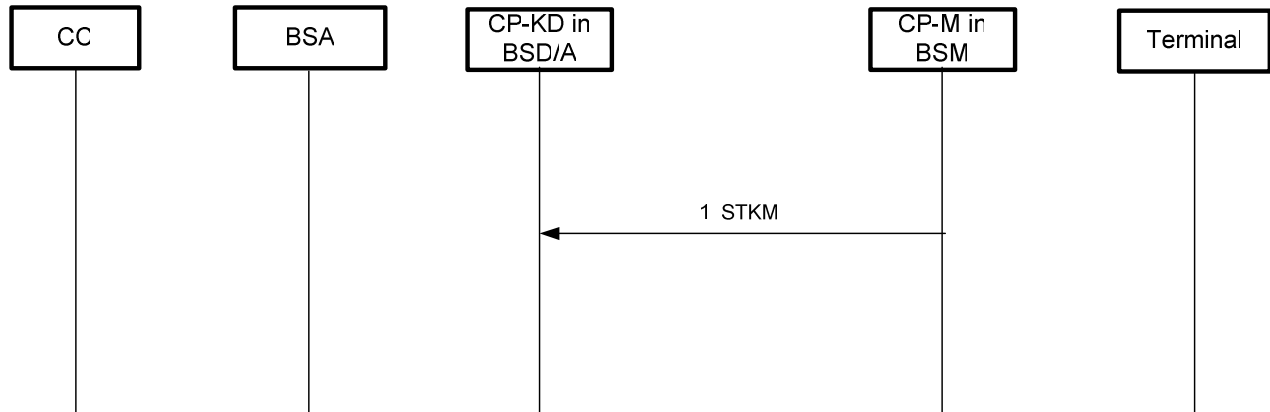 CC
BSA
CP-KD in
BSD/A
CP-M in
BSM
Terminal
1 STKM